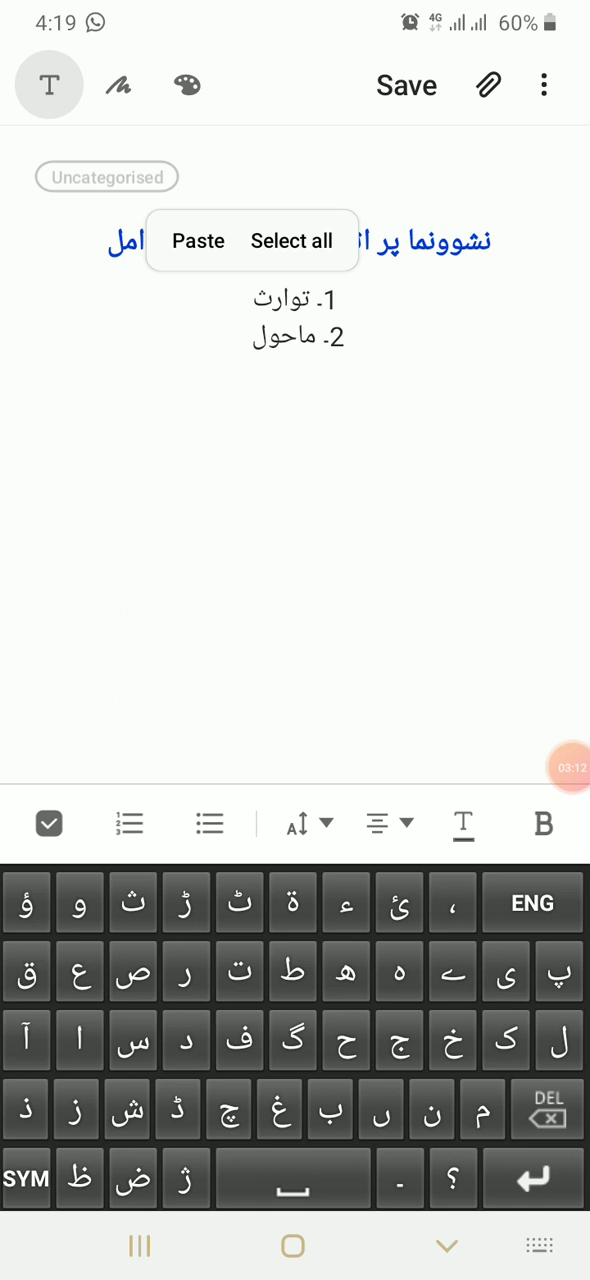 4:19 4G 60%
T Save
Uncategorised
نشوونما پر امل
Paste Select all
1۔ توارث
2۔ ماحول
03:12
A T B
ؤ و ث ڑ ٹ ة ء ئ ، ENG
ق ع ص ر ت ط ھ ہ ے ی پ
آ ا س د ف گ ح ج خ ک ل
ذ ز ش ڈ چ غ ب ں ن م DEL
SYM ظ ض ژ ۔ ؟